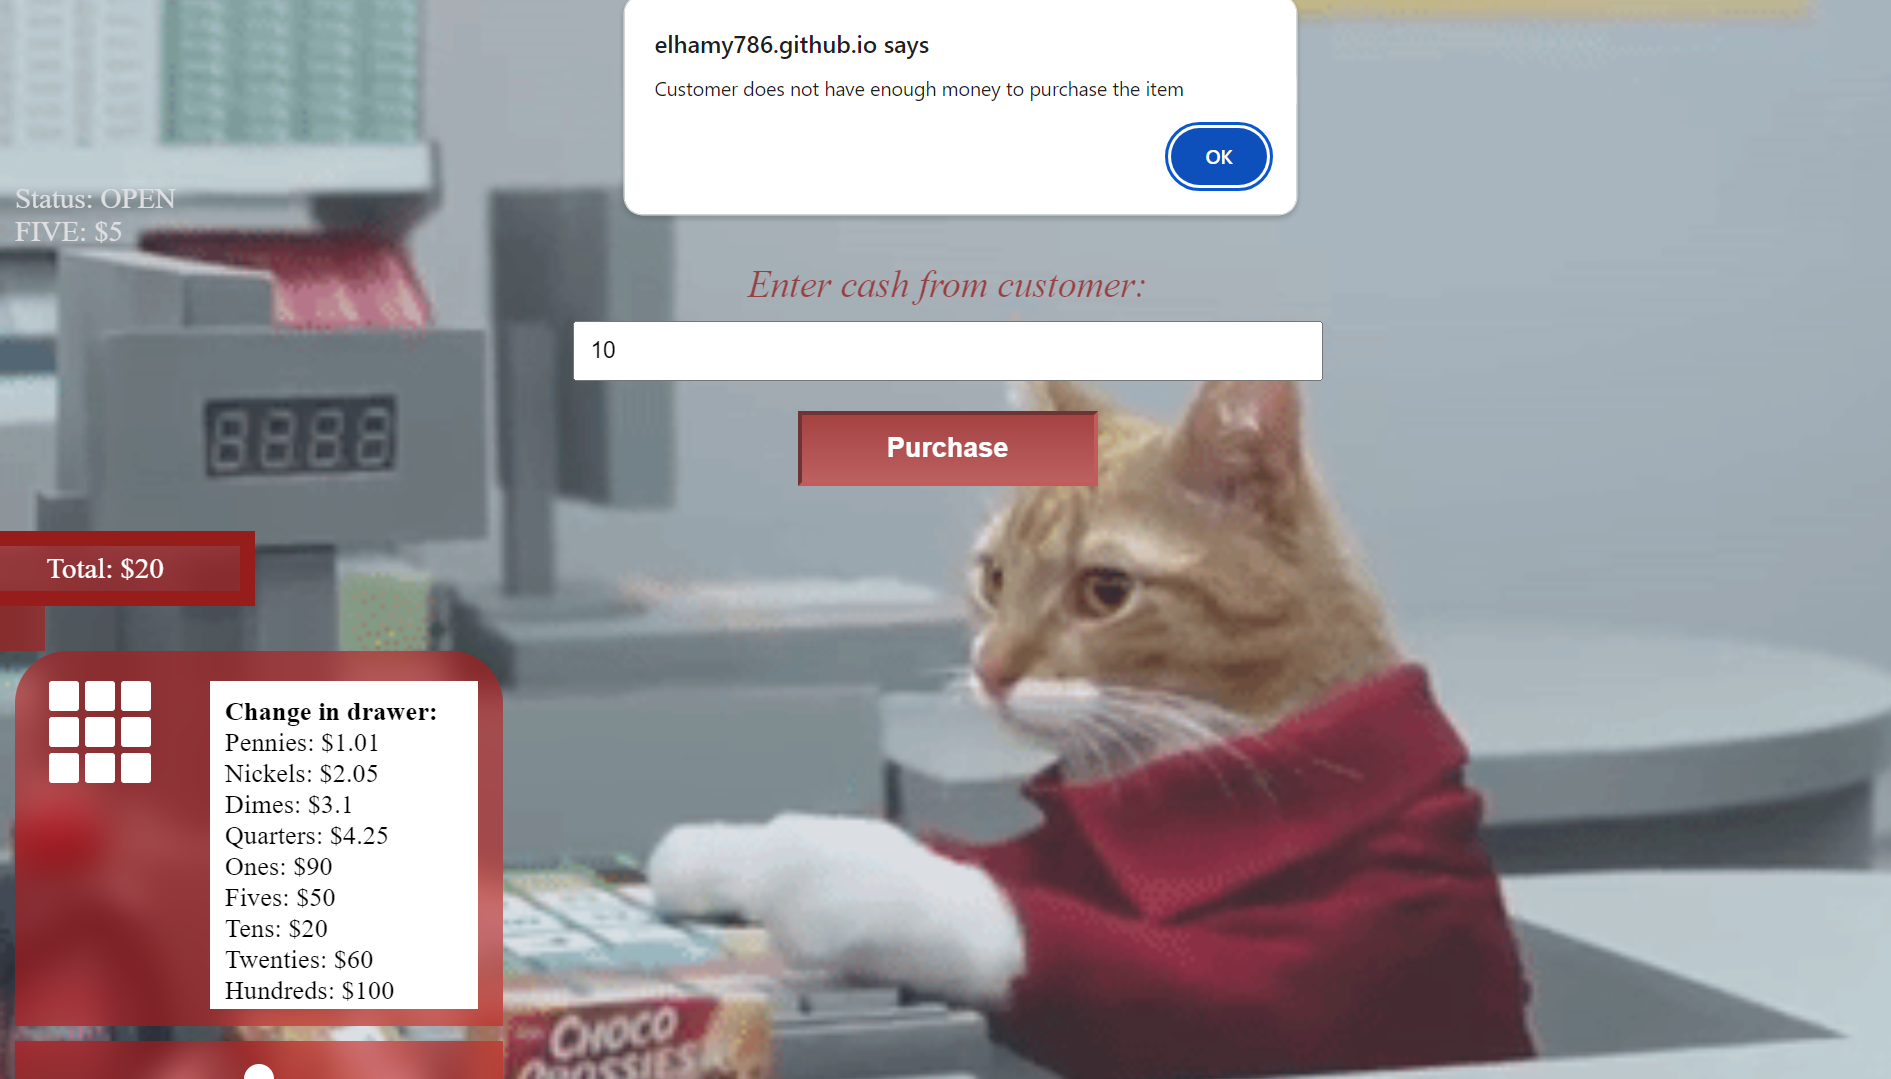 elhamy786.github.io says
Customer does not have enough money to purchase the item
OK
Status: OPEN
FIVE: $5
Enter cash from customer:
10
Purchase
Total: $20
Change in drawer:
Pennies: $1.01
Nickels: $2.05
Dimes: $3.1
Quarters: $4.25
Ones: $90
Fives: $50
Tens: $20
Twenties: $60
Hundreds: $100
CHOCO